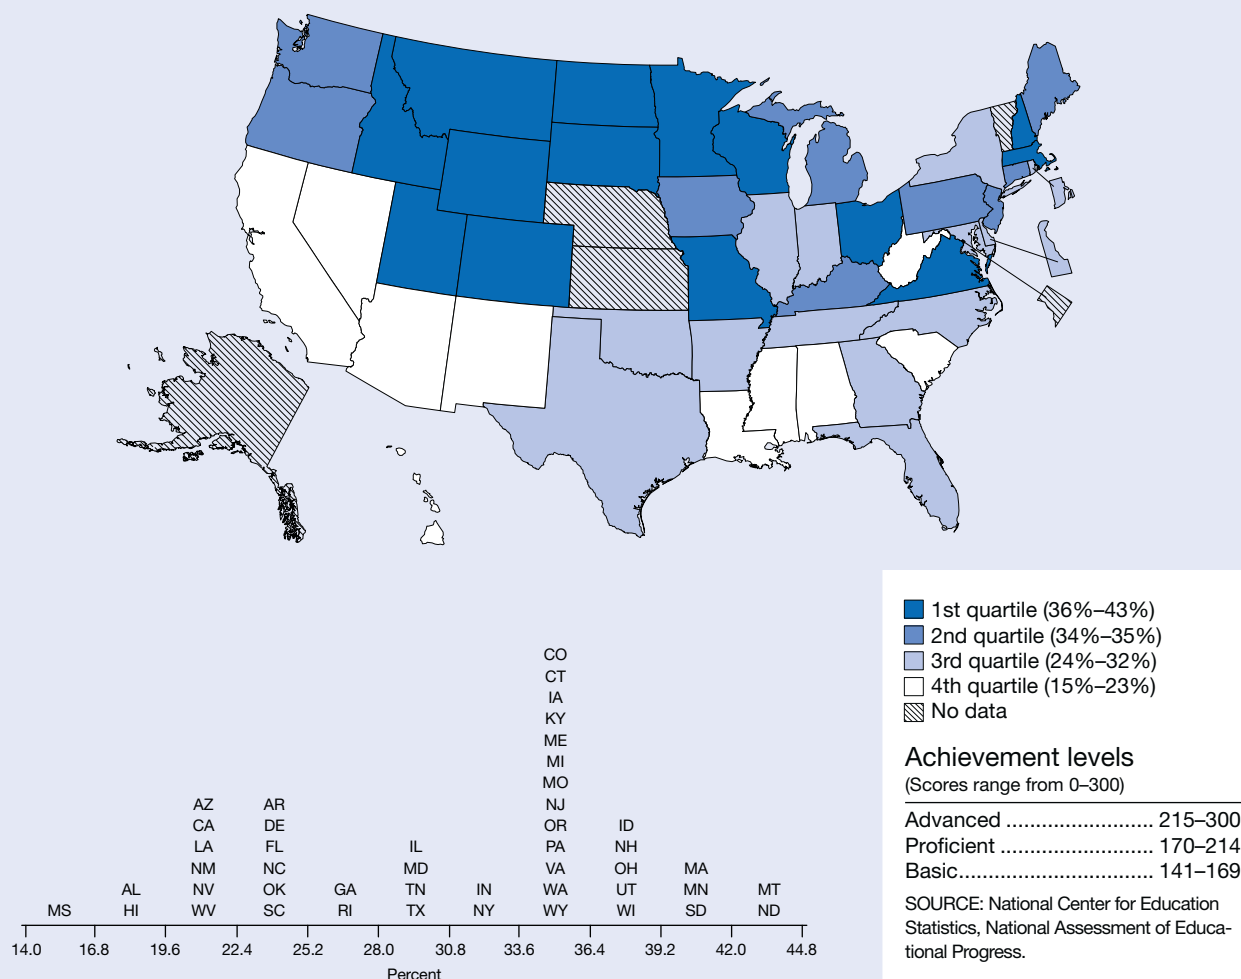 1st quartile (36%–43%)
2nd quartile (34%–35%)
3rd quartile (24%–32%)
4th quartile (15%–23%)
No data
Achievement levels
(Scores range from 0–300)
Advanced .......................... 215–300
Proficient ........................... 170–214
Basic.................................. 141–169
SOURCE: National Center for Education
Statistics, National Assessment of Educa-
tional Progress.
CO
CT
IA
KY
ME
MI
MO
AZ AR NJ
CA DE OR ID
LA FL IL PA NH
NM NC MD VA OH MA
AL NV OK GA TN IN WA UT MN MT
MS HI WV SC RI TX NY WY WI SD ND
14.0 16.8 19.6 22.4 25.2 28.0 30.8 33.6 36.4 39.2 42.0 44.8
Percent